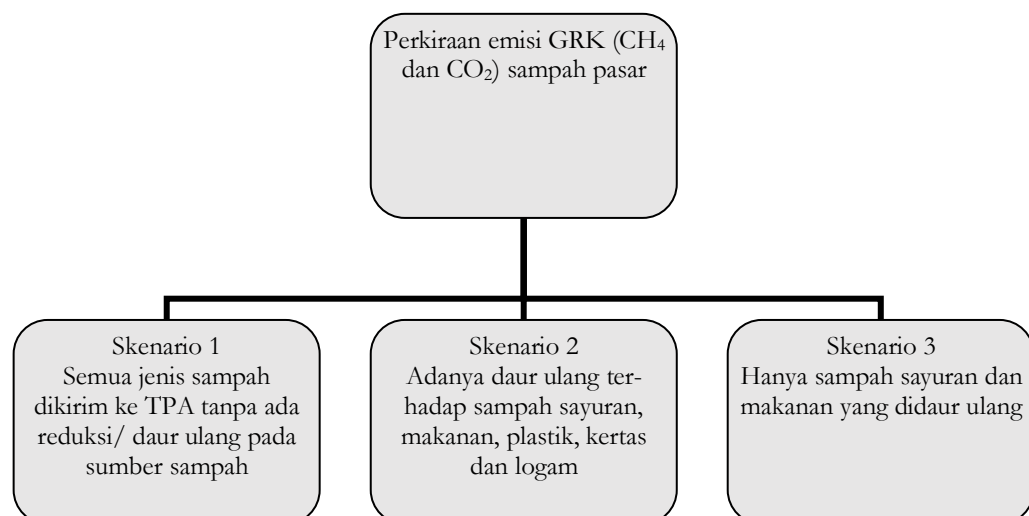 Perkiraan emisi GRK (CH₄
dan CO₂) sampah pasar
Skenario 1
Semua jenis sampah
dikirim ke TPA tanpa ada
reduksi/ daur ulang pada
sumber sampah
Skenario 2
Adanya daur ulang ter-
hadap sampah sayuran,
makanan, plastik, kertas
dan logam
Skenario 3
Hanya sampah sayuran dan
makanan yang didaur ulang